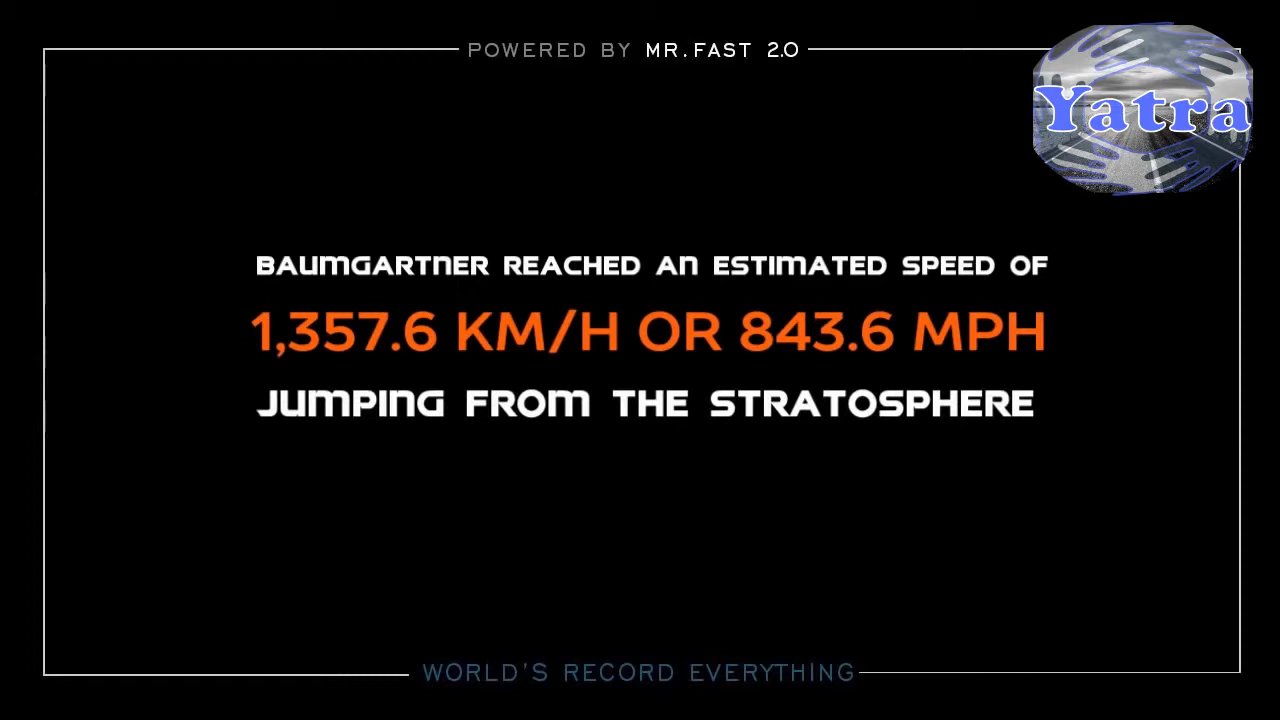 POWERED BY MR.FAST 2.0
Yatra
BAUMGARTNER REACHED AN ESTIMATED SPEED OF
1,357.6 KM/H OR 843.6 MPH
JUMPING FROM THE STRATOSPHERE
WORLD'S RECORD EVERYTHING